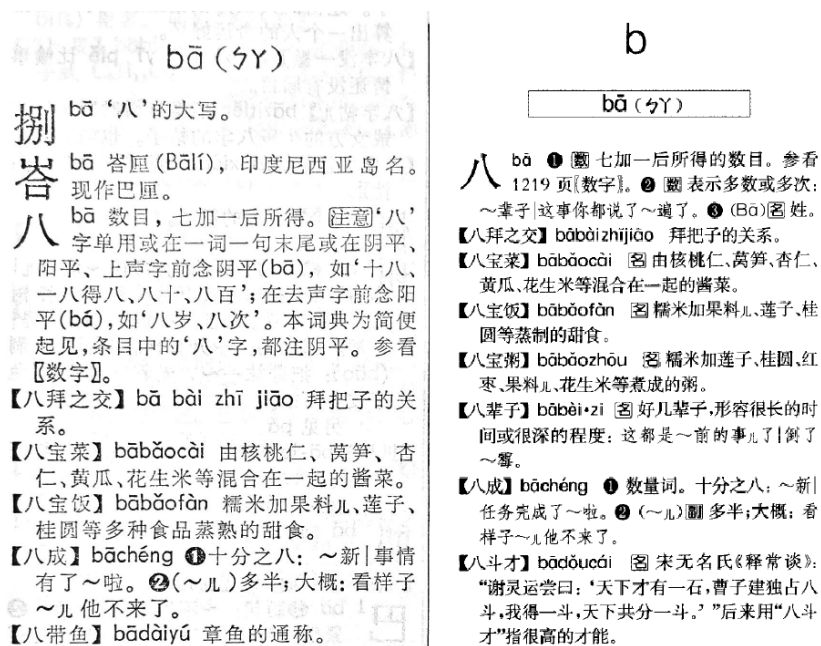 bā (ㄅㄚ)
捌 bā ‘八’的大写。
峇 bā 峇厘(Bālí)，印度尼西亚岛名。
现作巴厘。
八 bā 数目，七加一后所得。注意‘八’
字单用或在一词一句末尾或在阴平、
阳平、上声字前念阴平(bā)，如‘十八、
一八得八、八十、八百’；在去声字前念阳
平(bá)，如‘八岁、八次’。本词典为简便
起见，条目中的‘八’字，都注阴平。参看
〖数字〗。
【八拜之交】bā bài zhī jiāo 拜把子的关
系。
【八宝菜】bābǎocài 由核桃仁、莴笋、杏
仁、黄瓜、花生米等混合在一起的酱菜。
【八宝饭】bābǎofàn 糯米加果料儿、莲子、
桂圆等多种食品蒸熟的甜食。
【八成】bāchéng ❶十分之八：～新|事情
有了～啦。❷(～儿)多半；大概：看样子
～儿他不来了。
【八带鱼】bādàiyú 章鱼的通称。
b
bā (ㄅㄚ)
八 bā ❶ 数 七加一后所得的数目。参看
1219页〖数字〗。❷ 数 表示多数或多次：
～辈子|这事你都说了～遍了。❸ (Bā)名 姓。
【八拜之交】bābàizhījiāo 拜把子的关系。
【八宝菜】bābǎocài 名 由核桃仁、莴笋、杏仁、
黄瓜、花生米等混合在一起的酱菜。
【八宝饭】bābǎofàn 名 糯米加果料儿、莲子、桂
圆等蒸制的甜食。
【八宝粥】bābǎozhōu 名 糯米加莲子、桂圆、红
枣、果料儿、花生米等煮成的粥。
【八辈子】bābèi·zi 名 好几辈子，形容很长的时
间或很深的程度：这都是～前的事儿了|倒了
～霉。
【八成】bāchéng ❶ 数量词。十分之八：～新|
任务完成了～啦。❷ (～儿)副 多半；大概：看
样子～儿他不来了。
【八斗才】bādǒucái 名 宋无名氏《释常谈》：
“谢灵运尝曰：‘天下才有一石，曹子建独占八
斗，我得一斗，天下共分一斗。’”后来用“八斗
才”指很高的才能。